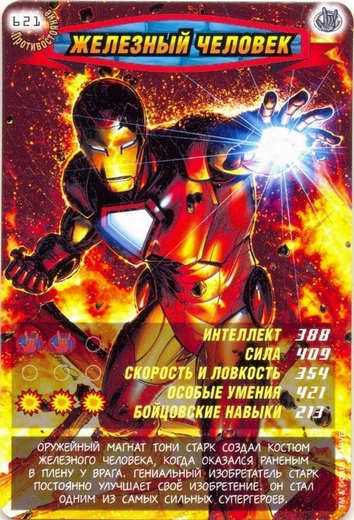 621
Противостояние
ЖЕЛЕЗНЫЙ ЧЕЛОВЕК
ИНТЕЛЛЕКТ 388
СИЛА 409
СКОРОСТЬ И ЛОВКОСТЬ 354
ОСОБЫЕ УМЕНИЯ 421
БОЙЦОВСКИЕ НАВЫКИ 213
ОРУЖЕЙНЫЙ МАГНАТ ТОНИ СТАРК СОЗДАЛ КОСТЮМ
ЖЕЛЕЗНОГО ЧЕЛОВЕКА, КОГДА ОКАЗАЛСЯ РАНЕНЫМ
В ПЛЕНУ У ВРАГА. ГЕНИАЛЬНЫЙ ИЗОБРЕТАТЕЛЬ СТАРК
ПОСТОЯННО УЛУЧШАЕТ СВОЁ ИЗОБРЕТЕНИЕ. ОН СТАЛ
ОДНИМ ИЗ САМЫХ СИЛЬНЫХ СУПЕРГЕРОЕВ.